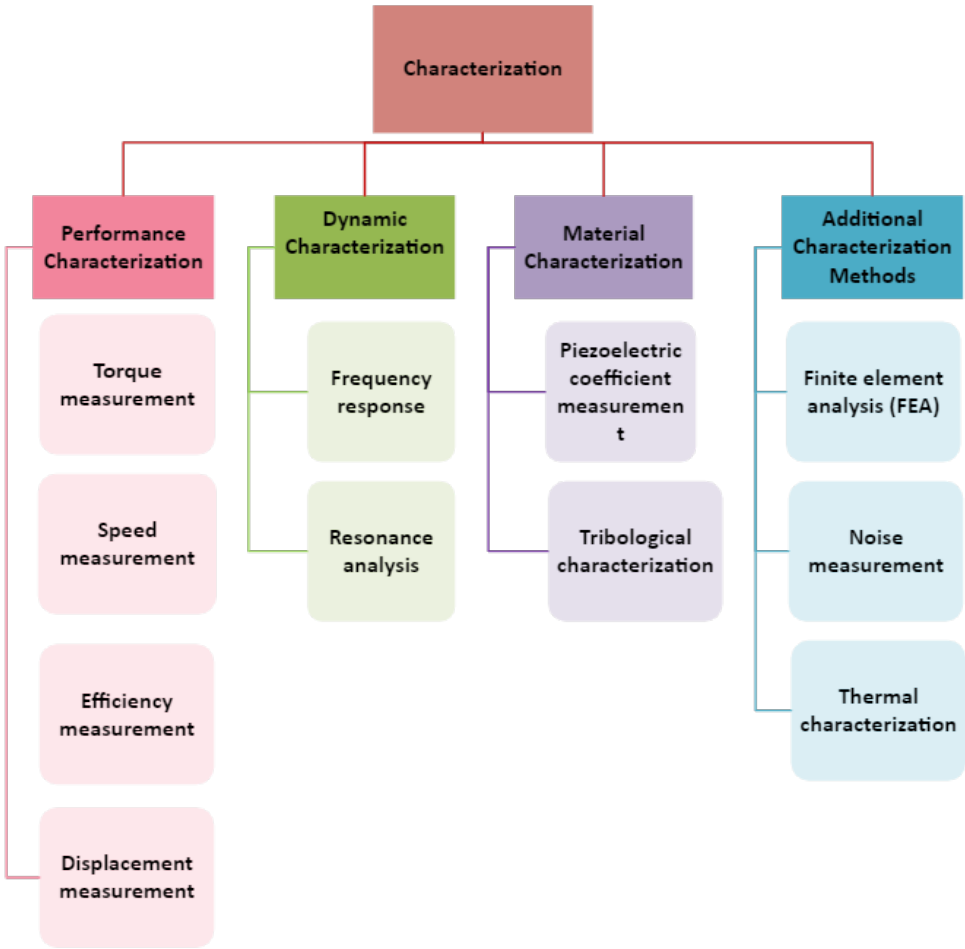 Characterization
Performance
Characterization
Torque
measurement
Speed
measurement
Efficiency
measurement
Displacement
measurement
Dynamic
Characterization
Frequency
response
Resonance
analysis
Material
Characterization
Piezoelectric
coefficient
measuremen
t
Tribological
characterization
Additional
Characterization
Methods
Finite element
analysis (FEA)
Noise
measurement
Thermal
characterization